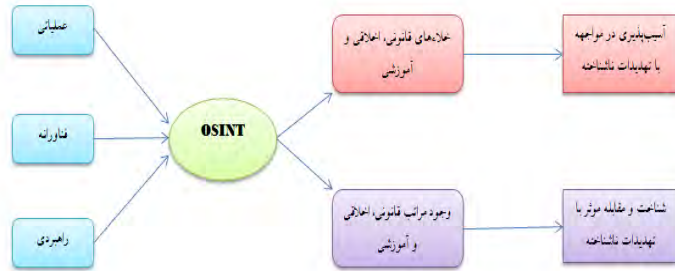 عملیاتی
فناورانه
راهبردی
OSINT
خلاءهای قانونی، اخلاقی و
آموزشی
آسیب‌پذیری در مواجهه
با تهدیدات ناشناخته
وجود مراتب قانونی، اخلاقی
و آموزشی
شناخت و مقابله موثر با
تهدیدات ناشناخته